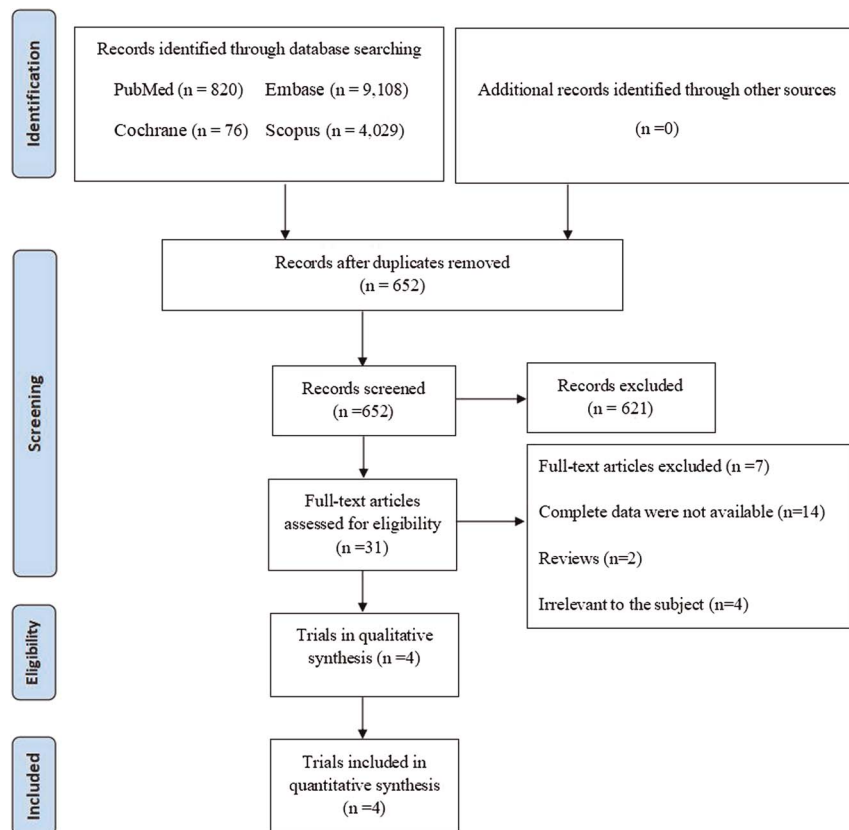 Identification
Records identified through database searching
PubMed (n = 820) Embase (n = 9,108)
Cochrane (n = 76) Scopus (n = 4,029)
Additional records identified through other sources
(n =0)
Screening
Records after duplicates removed
(n = 652)
Records screened
(n =652)
Records excluded
(n = 621)
Full-text articles
assessed for eligibility
(n =31)
Full-text articles excluded (n =7)
Complete data were not available (n=14)
Reviews (n=2)
Irrelevant to the subject (n=4)
Eligibility
Trials in qualitative
synthesis (n =4)
Included
Trials included in
quantitative synthesis
(n =4)